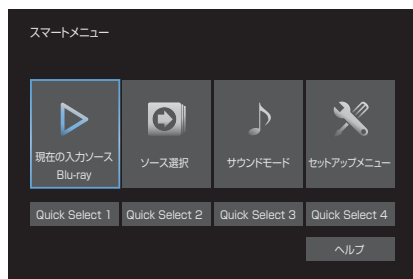 スマートメニュー
現在の入力ソース
Blu-ray
ソース選択
サウンドモード
セットアップメニュー
Quick Select 1
Quick Select 2
Quick Select 3
Quick Select 4
ヘルプ